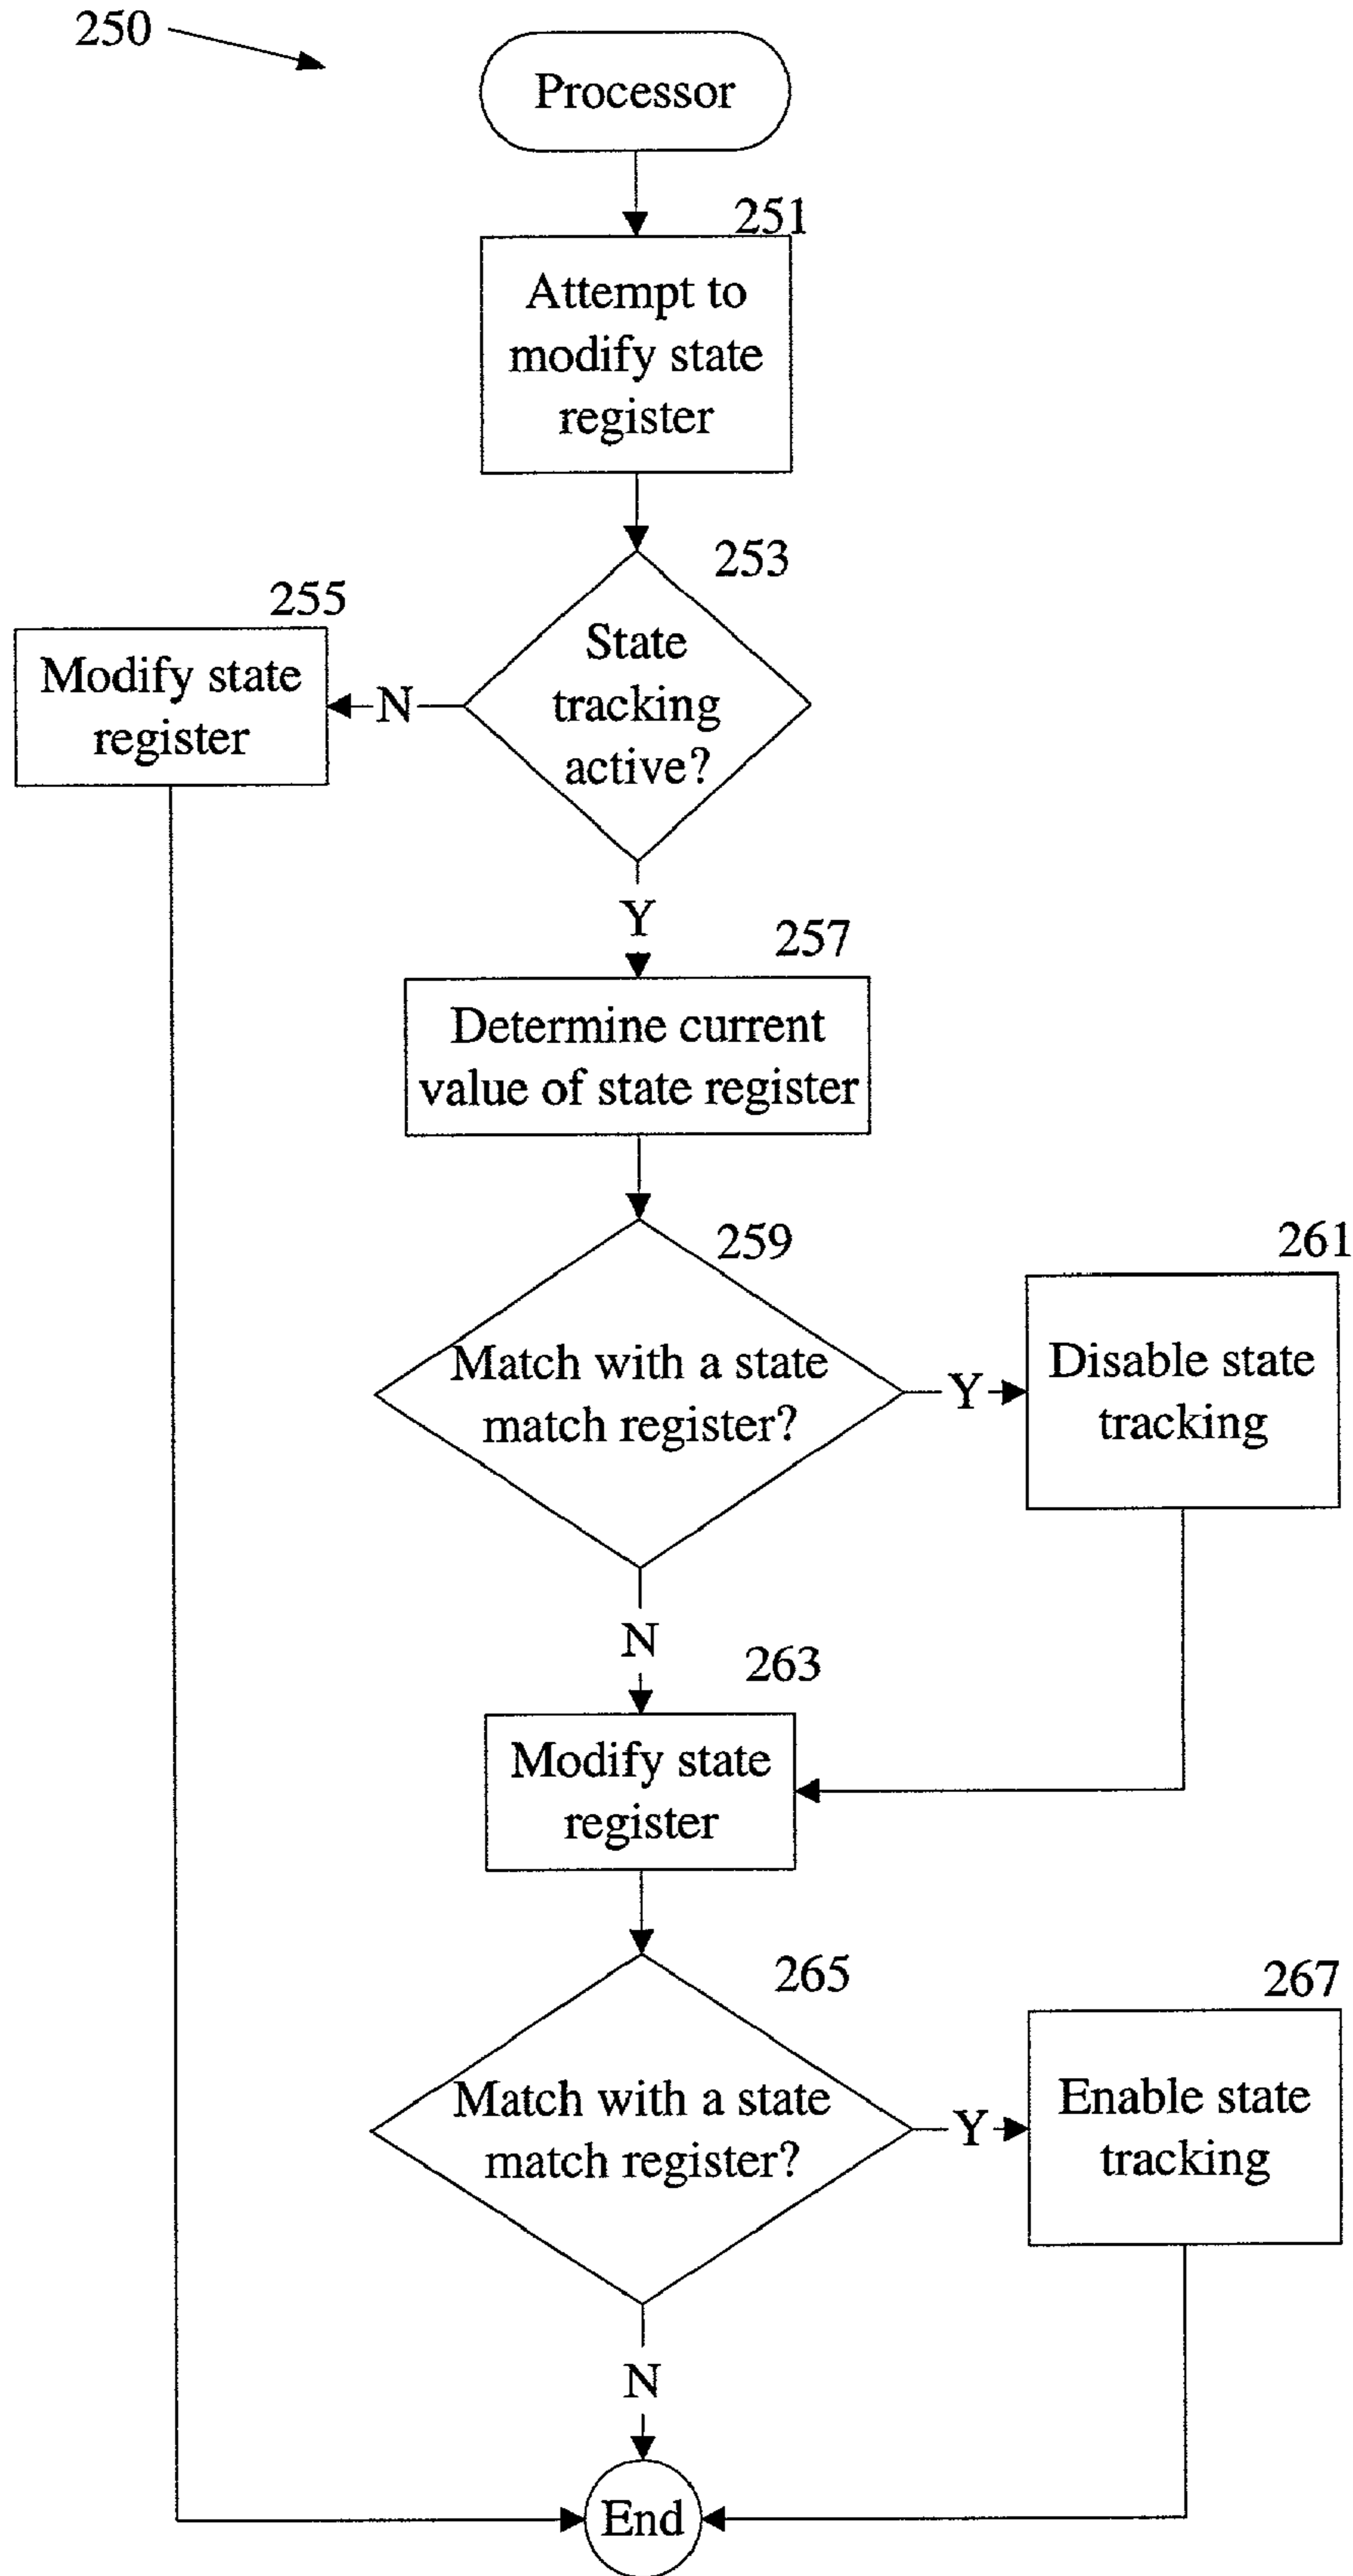 250
Processor
251
Attempt to
modify state
register
253
State
tracking
active?
255
Modify state
register
N
Y
257
Determine current
value of state register
259
Match with a state
match register?
Y
261
Disable state
tracking
N
263
Modify state
register
265
Match with a state
match register?
Y
267
Enable state
tracking
N
End